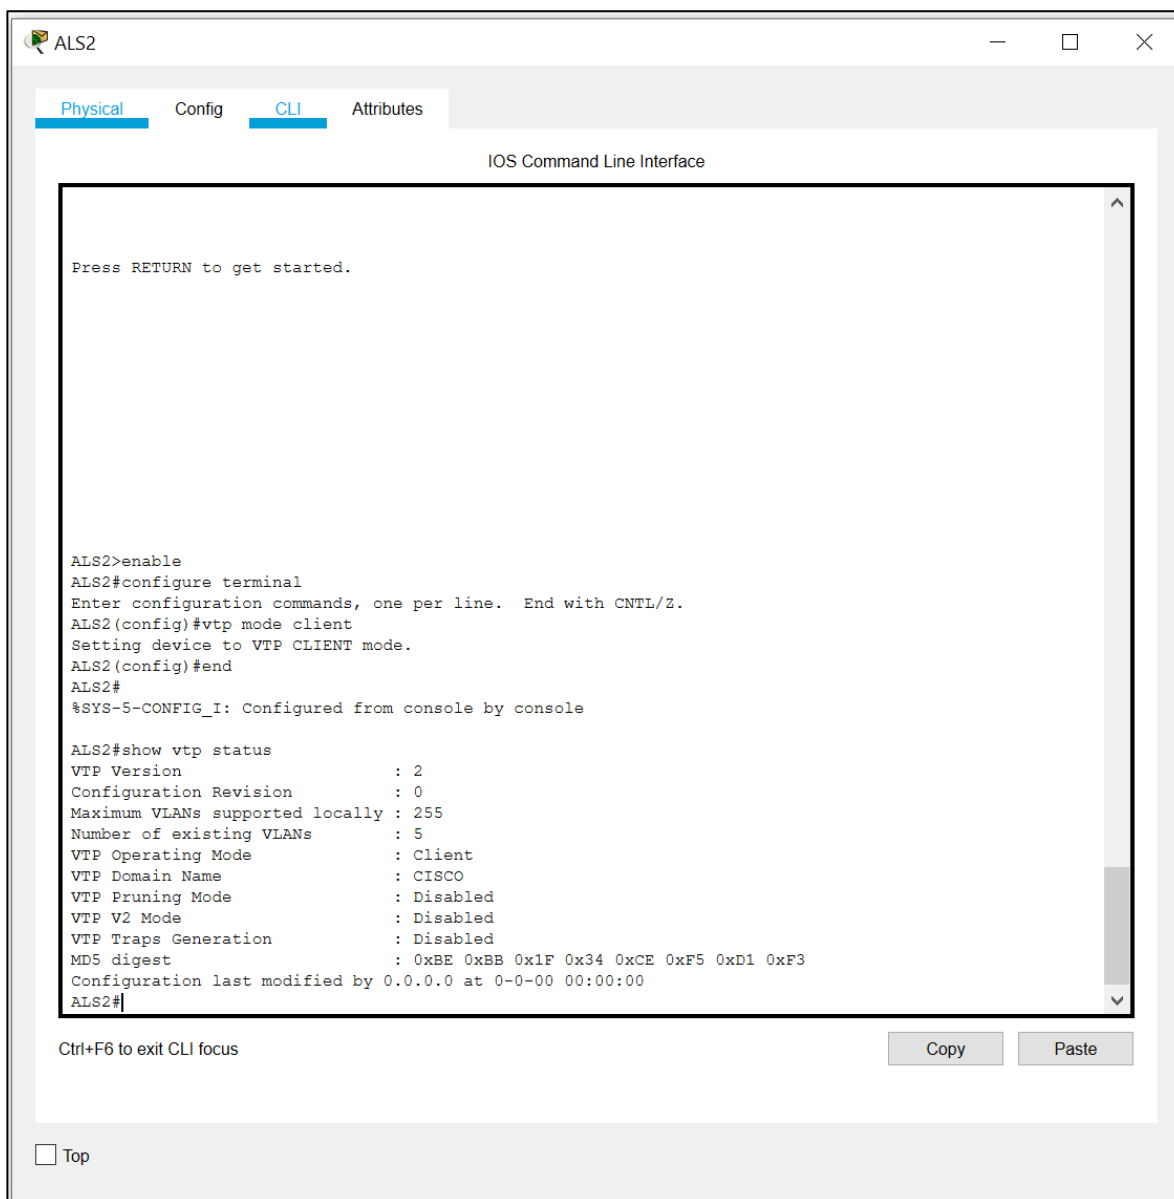 ALS2
Physical Config CLI Attributes
IOS Command Line Interface
Press RETURN to get started.
ALS2>enable
ALS2#configure terminal
Enter configuration commands, one per line.  End with CNTL/Z.
ALS2(config)#vtp mode client
Setting device to VTP CLIENT mode.
ALS2(config)#end
ALS2#
%SYS-5-CONFIG_I: Configured from console by console
ALS2#show vtp status
VTP Version                     : 2
Configuration Revision          : 0
Maximum VLANs supported locally : 255
Number of existing VLANs        : 5
VTP Operating Mode              : Client
VTP Domain Name                 : CISCO
VTP Pruning Mode                : Disabled
VTP V2 Mode                     : Disabled
VTP Traps Generation            : Disabled
MD5 digest                      : 0xBE 0xBB 0x1F 0x34 0xCE 0xF5 0xD1 0xF3
Configuration last modified by 0.0.0.0 at 0-0-00 00:00:00
ALS2#
Ctrl+F6 to exit CLI focus
Copy Paste
Top